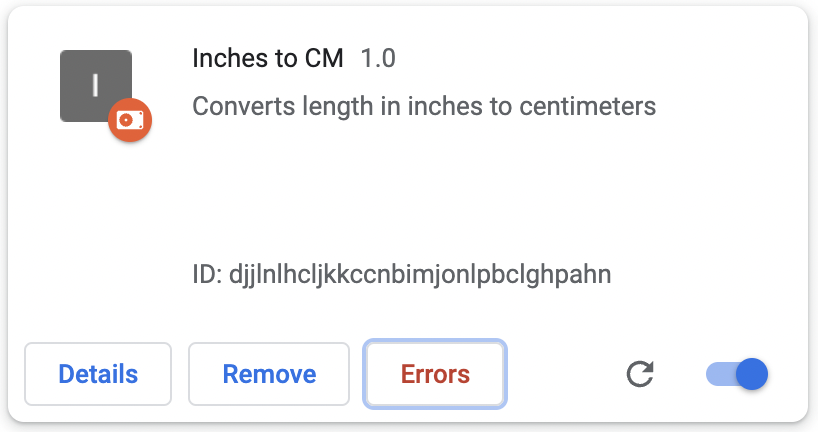 I
Inches to CM 1.0
Converts length in inches to centimeters
ID: djjlnlhcljkkccnbimjonlpbclghpahn
Details Remove Errors